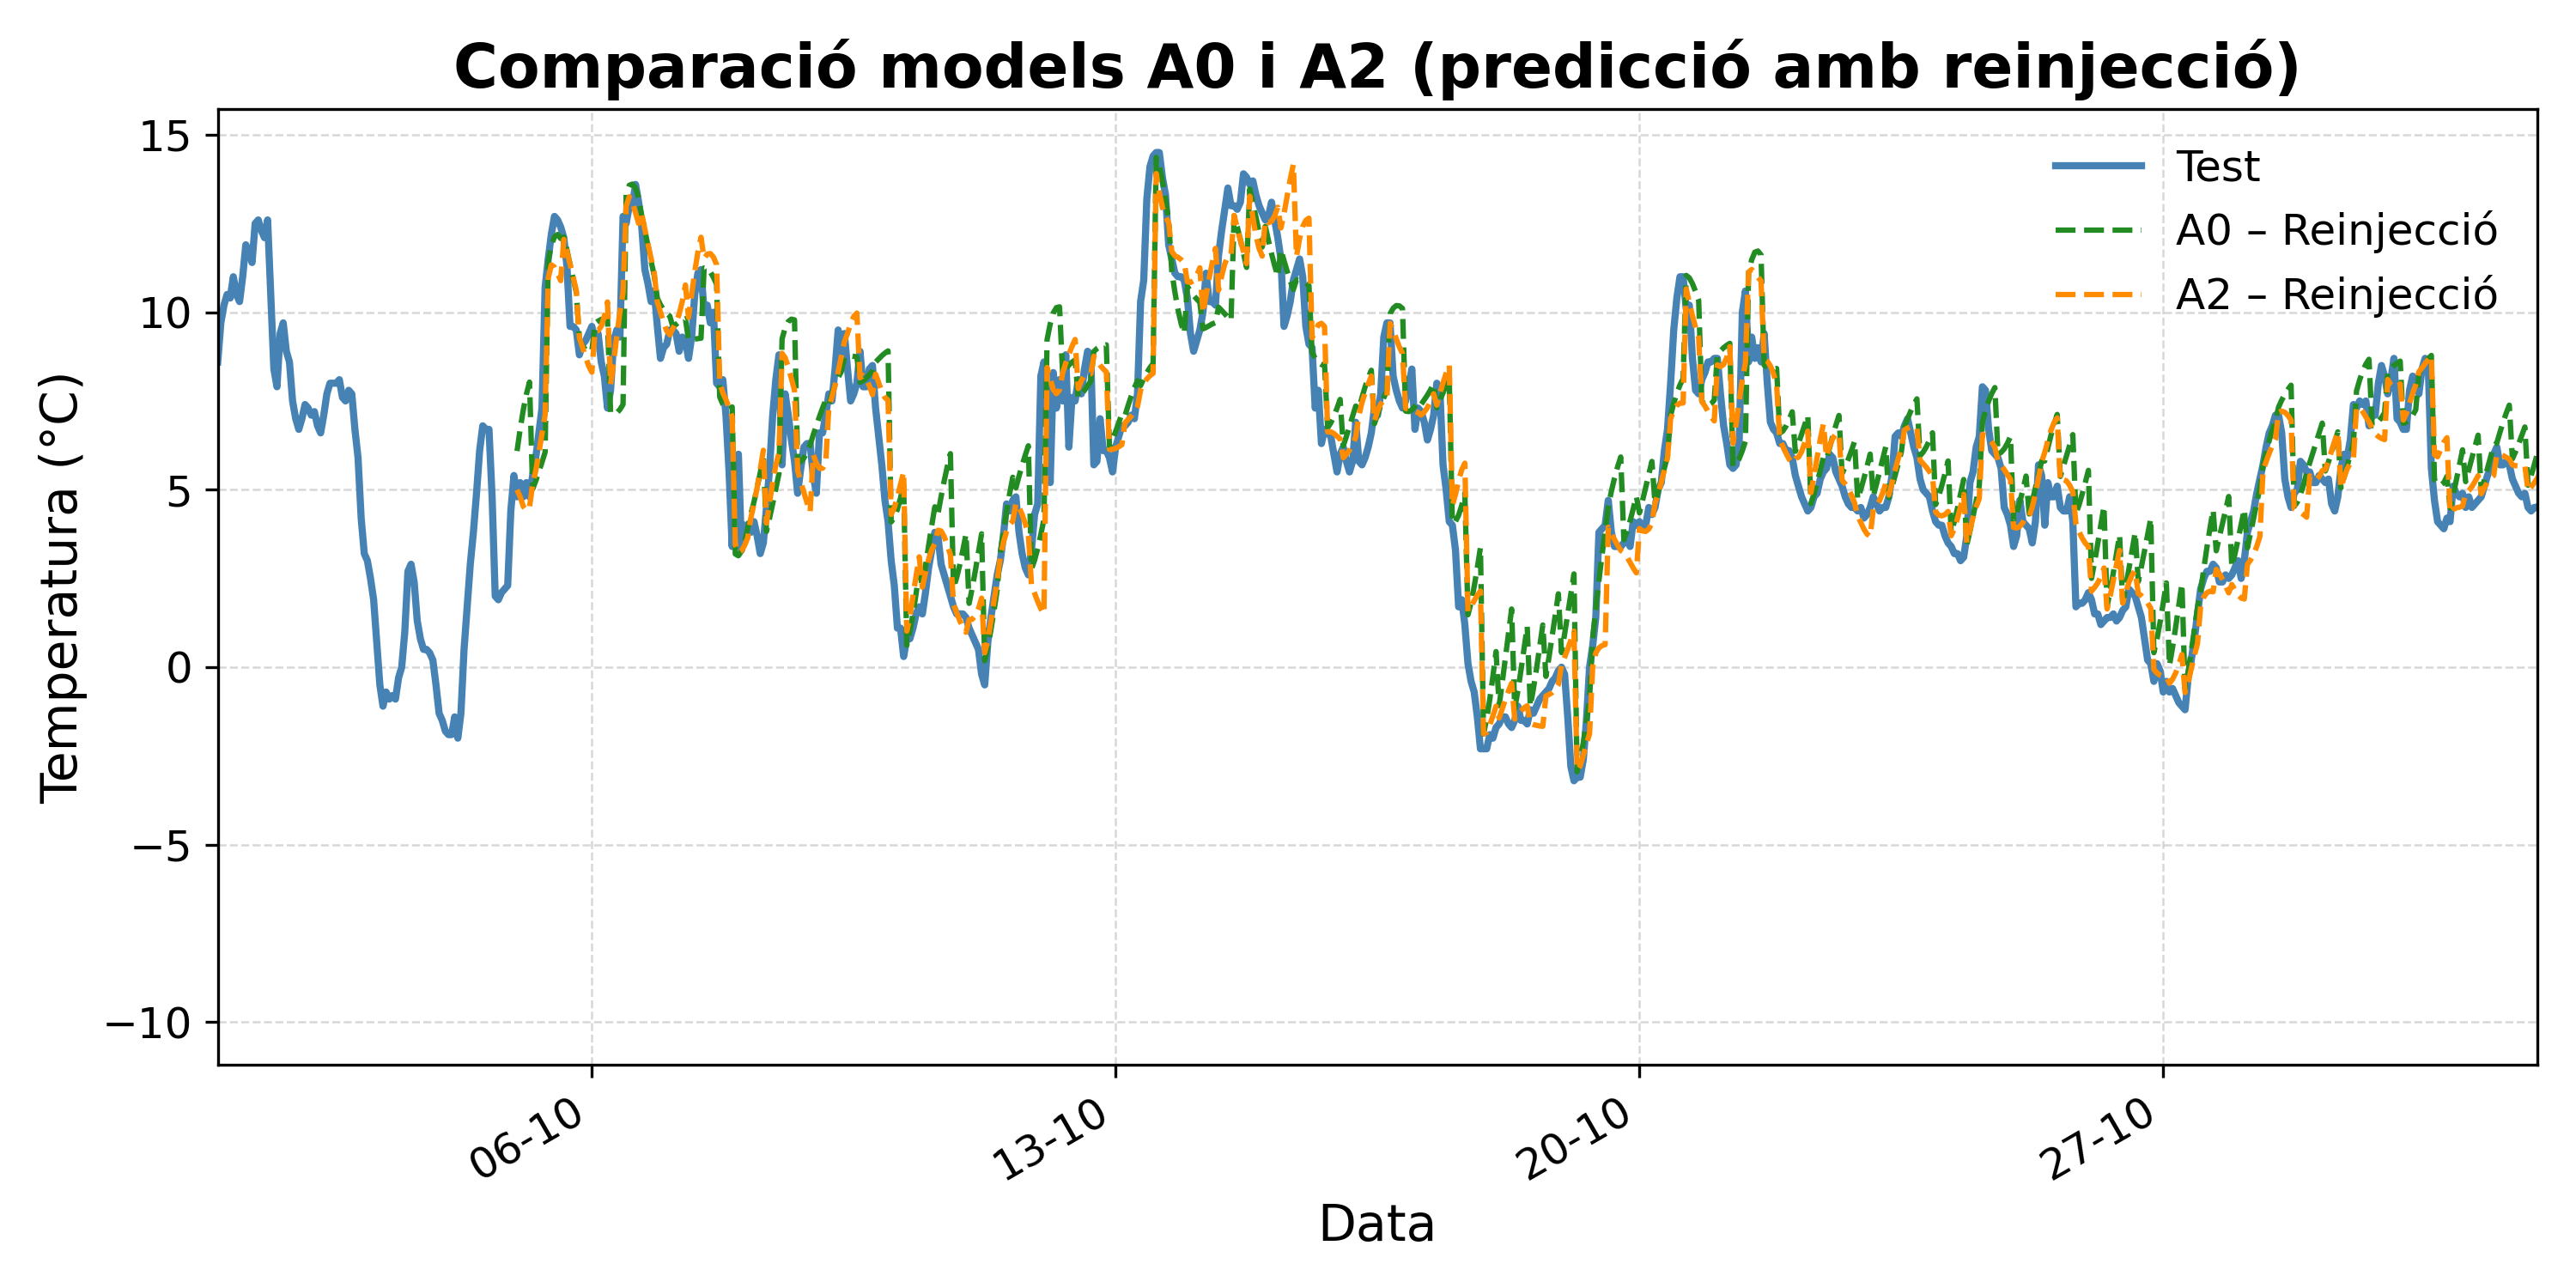 Comparació models A0 i A2 (predicció amb reinjecció)
Temperatura (°C)
15
10
5
0
−5
−10
Test
A0 – Reinjecció
A2 – Reinjecció
06-10
13-10
20-10
27-10
Data